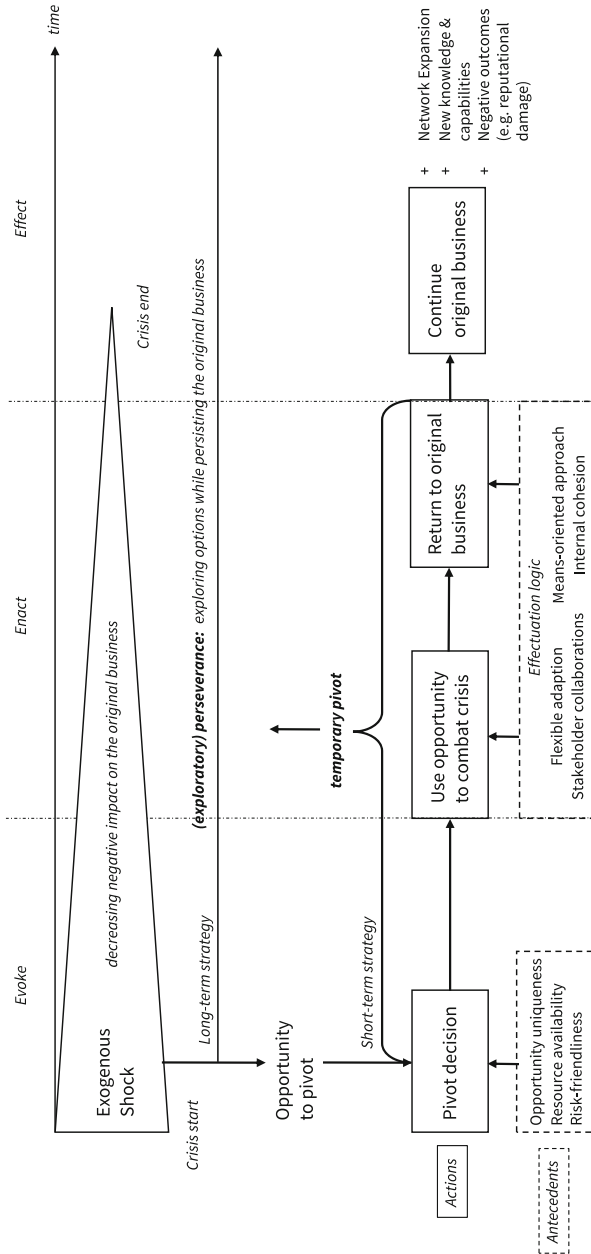 Evoke
Enact
Effect
time
Exogenous
Shock
decreasing negative impact on the original business
Crisis start
Crisis end
Long-term strategy
(exploratory) perseverance: exploring options while persisting the original business
Opportunity
to pivot
temporary pivot
Short-term strategy
Actions
Pivot decision
Use opportunity
to combat crisis
Return to original
business
Continue
original business
+ Network Expansion
+ New knowledge &
capabilities
+ Negative outcomes
(e.g. reputational
damage)
Antecedents
Opportunity uniqueness
Resource availability
Risk-friendliness
Effectuation logic
Flexible adaption
Means-oriented approach
Stakeholder collaborations
Internal cohesion